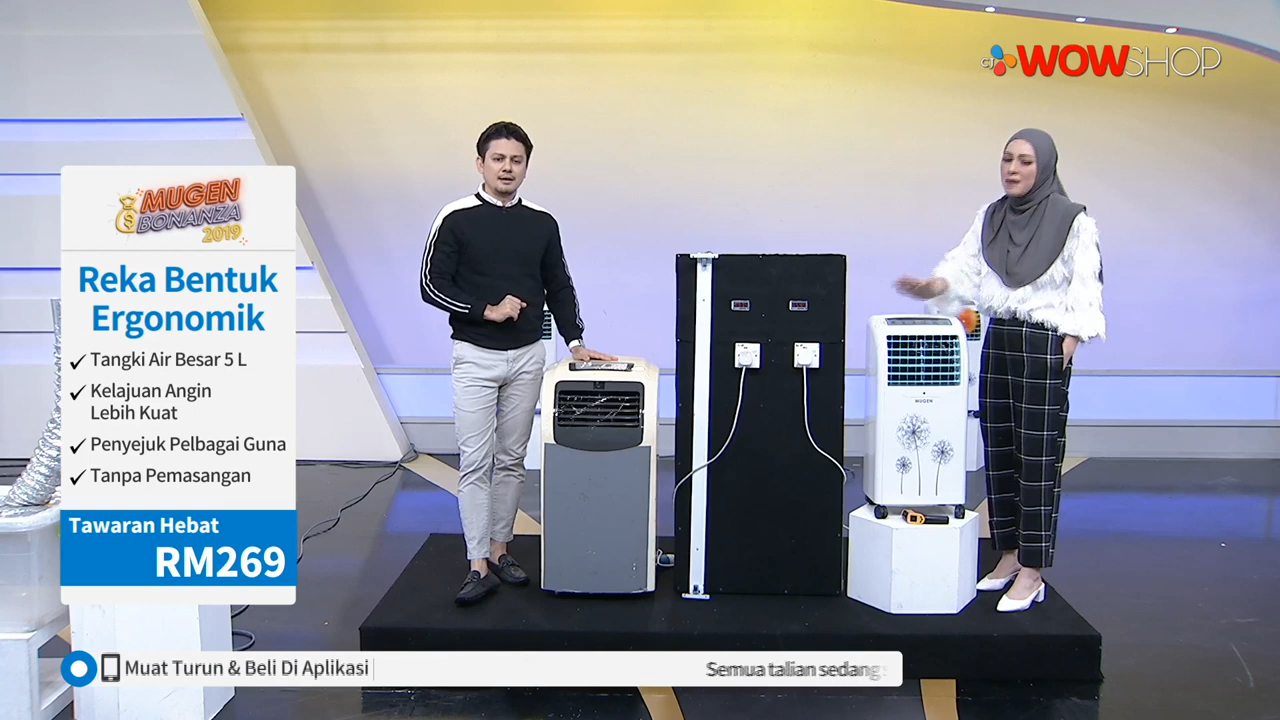 CJ WOWSHOP
MUGEN
BONANZA
2019
Reka Bentuk
Ergonomik
Tangki Air Besar 5 L
Kelajuan Angin
Lebih Kuat
Penyejuk Pelbagai Guna
Tanpa Pemasangan
Tawaran Hebat
RM269
MUGEN
Muat Turun & Beli Di Aplikasi
Semua talian sedang